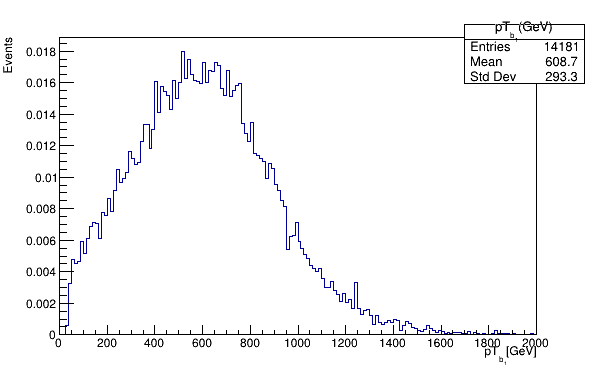 pT_b_1(GeV)
Entries 14181
Mean 608.7
Std Dev 293.3
Events
0.018
0.016
0.014
0.012
0.01
0.008
0.006
0.004
0.002
0
0 200 400 600 800 1000 1200 1400 1600 1800 2000
pT_b_1[GeV]